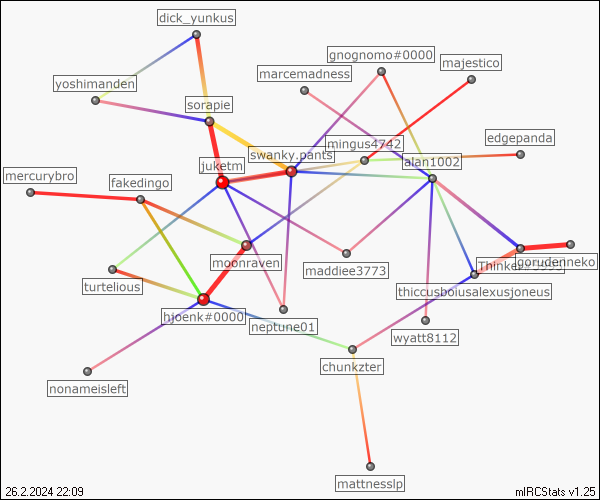 dick_yunkus
gnognomo#0000
majestico
marcemadness
yoshimanden
sorapie
edgepanda
mingus4742
swanky.pants
alan1002
juketm
mercurybro
fakedingo
moonraven
maddiee3773
gorudenneko
turtelious
thiccusboiusalexusjoneus
hjoenk#0000
neptune01
wyatt8112
chunkzter
nonameisleft
mattnesslp
26.2.2024 22:09
mIRCStats v1.25